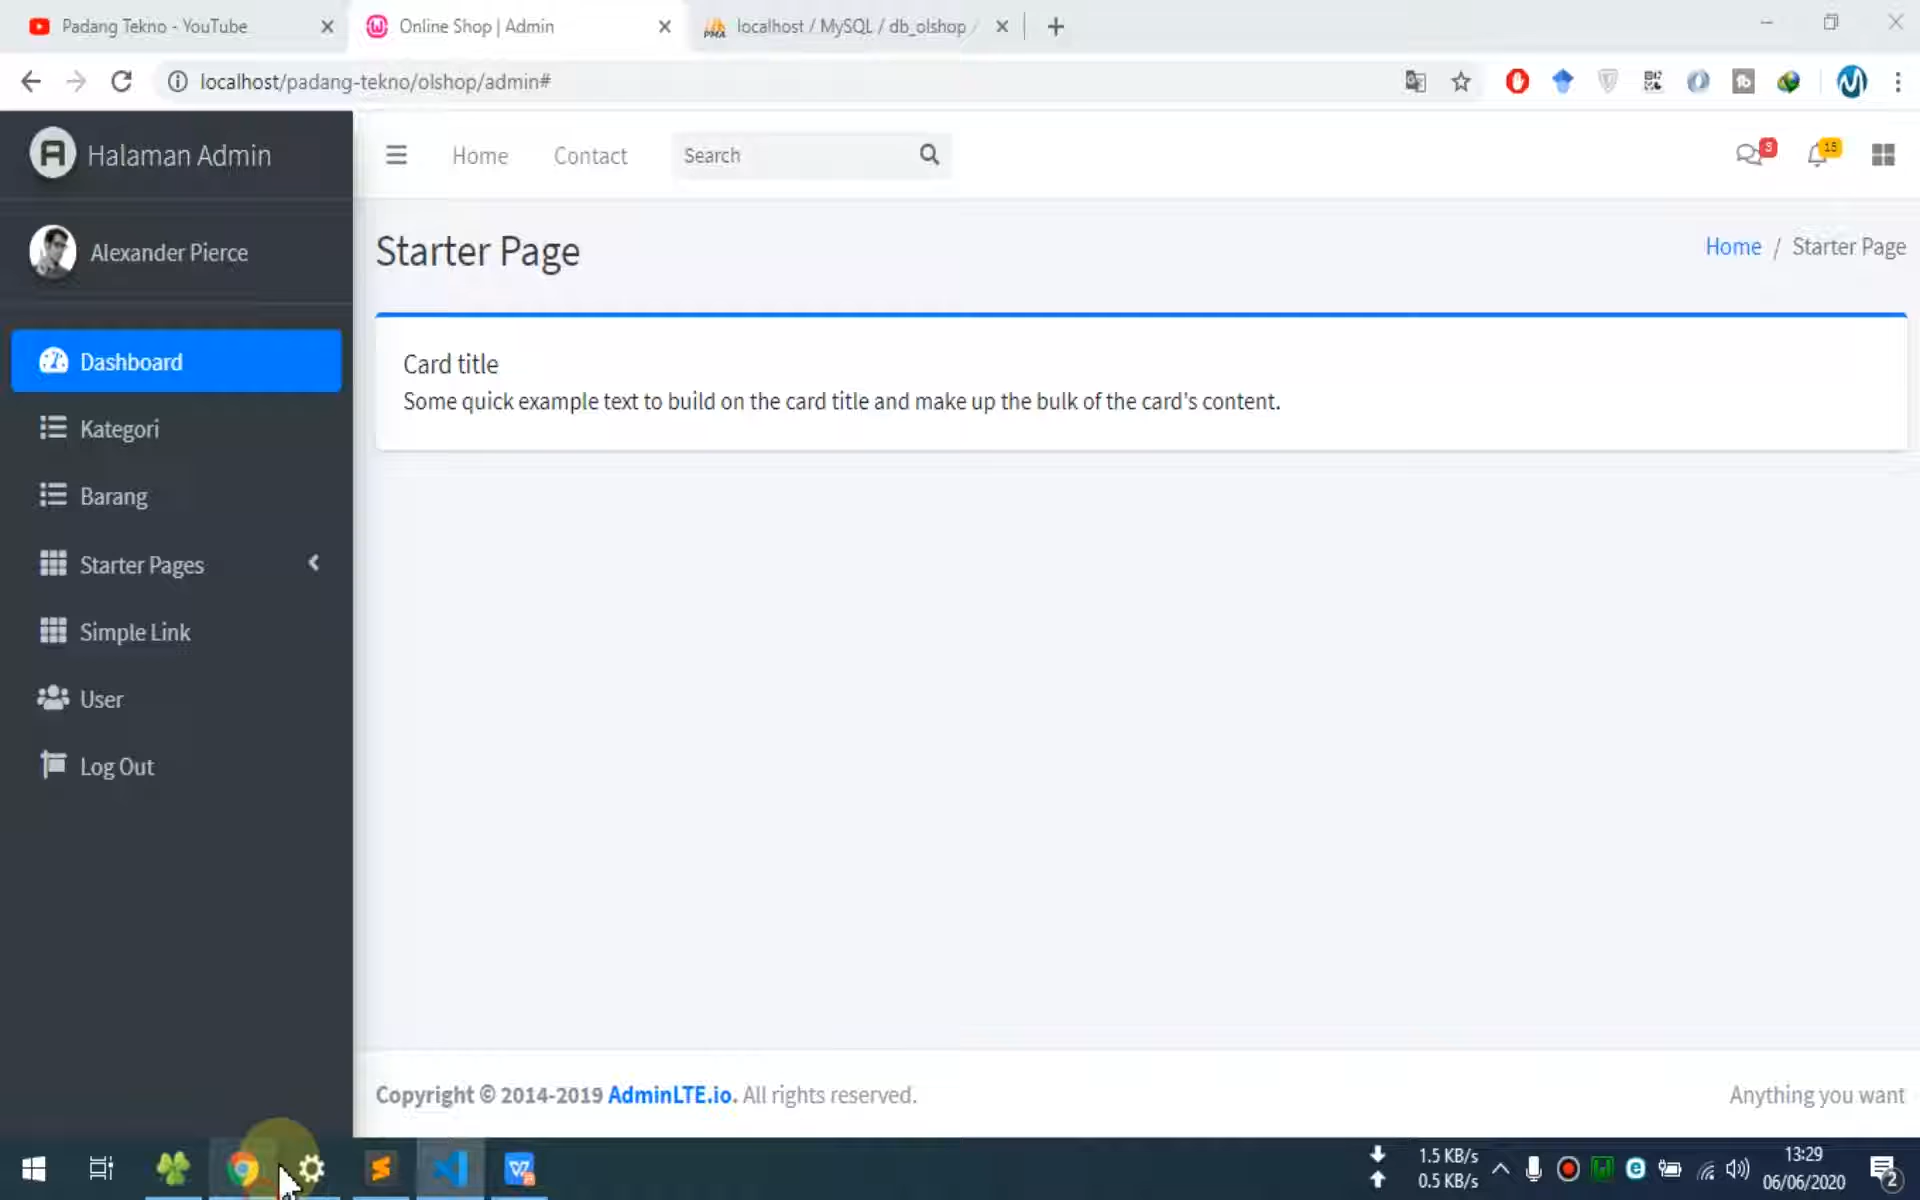 Padang Tekno - YouTube
Online Shop | Admin
localhost / MySQL / db_olshop /
localhost/padang-tekno/olshop/admin#
Halaman Admin
Home
Contact
Search
3
15
Alexander Pierce
Starter Page
Home / Starter Page
Dashboard
Card title
Some quick example text to build on the card title and make up the bulk of the card's content.
Kategori
Barang
Starter Pages
Simple Link
User
Log Out
Copyright © 2014-2019 AdminLTE.io. All rights reserved.
Anything you want
1.5 KB/s
0.5 KB/s
13:29
06/06/2020
2